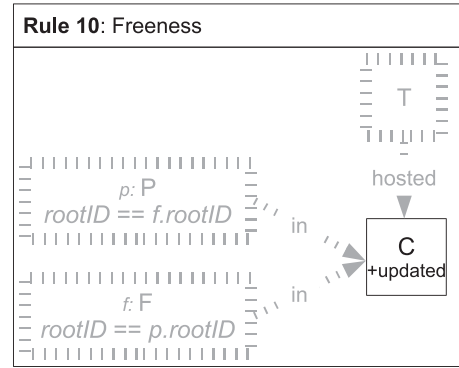 Rule 10: Freeness
T
hosted
p: P
rootID == f.rootID
in
C
+updated
in
f: F
rootID == p.rootID